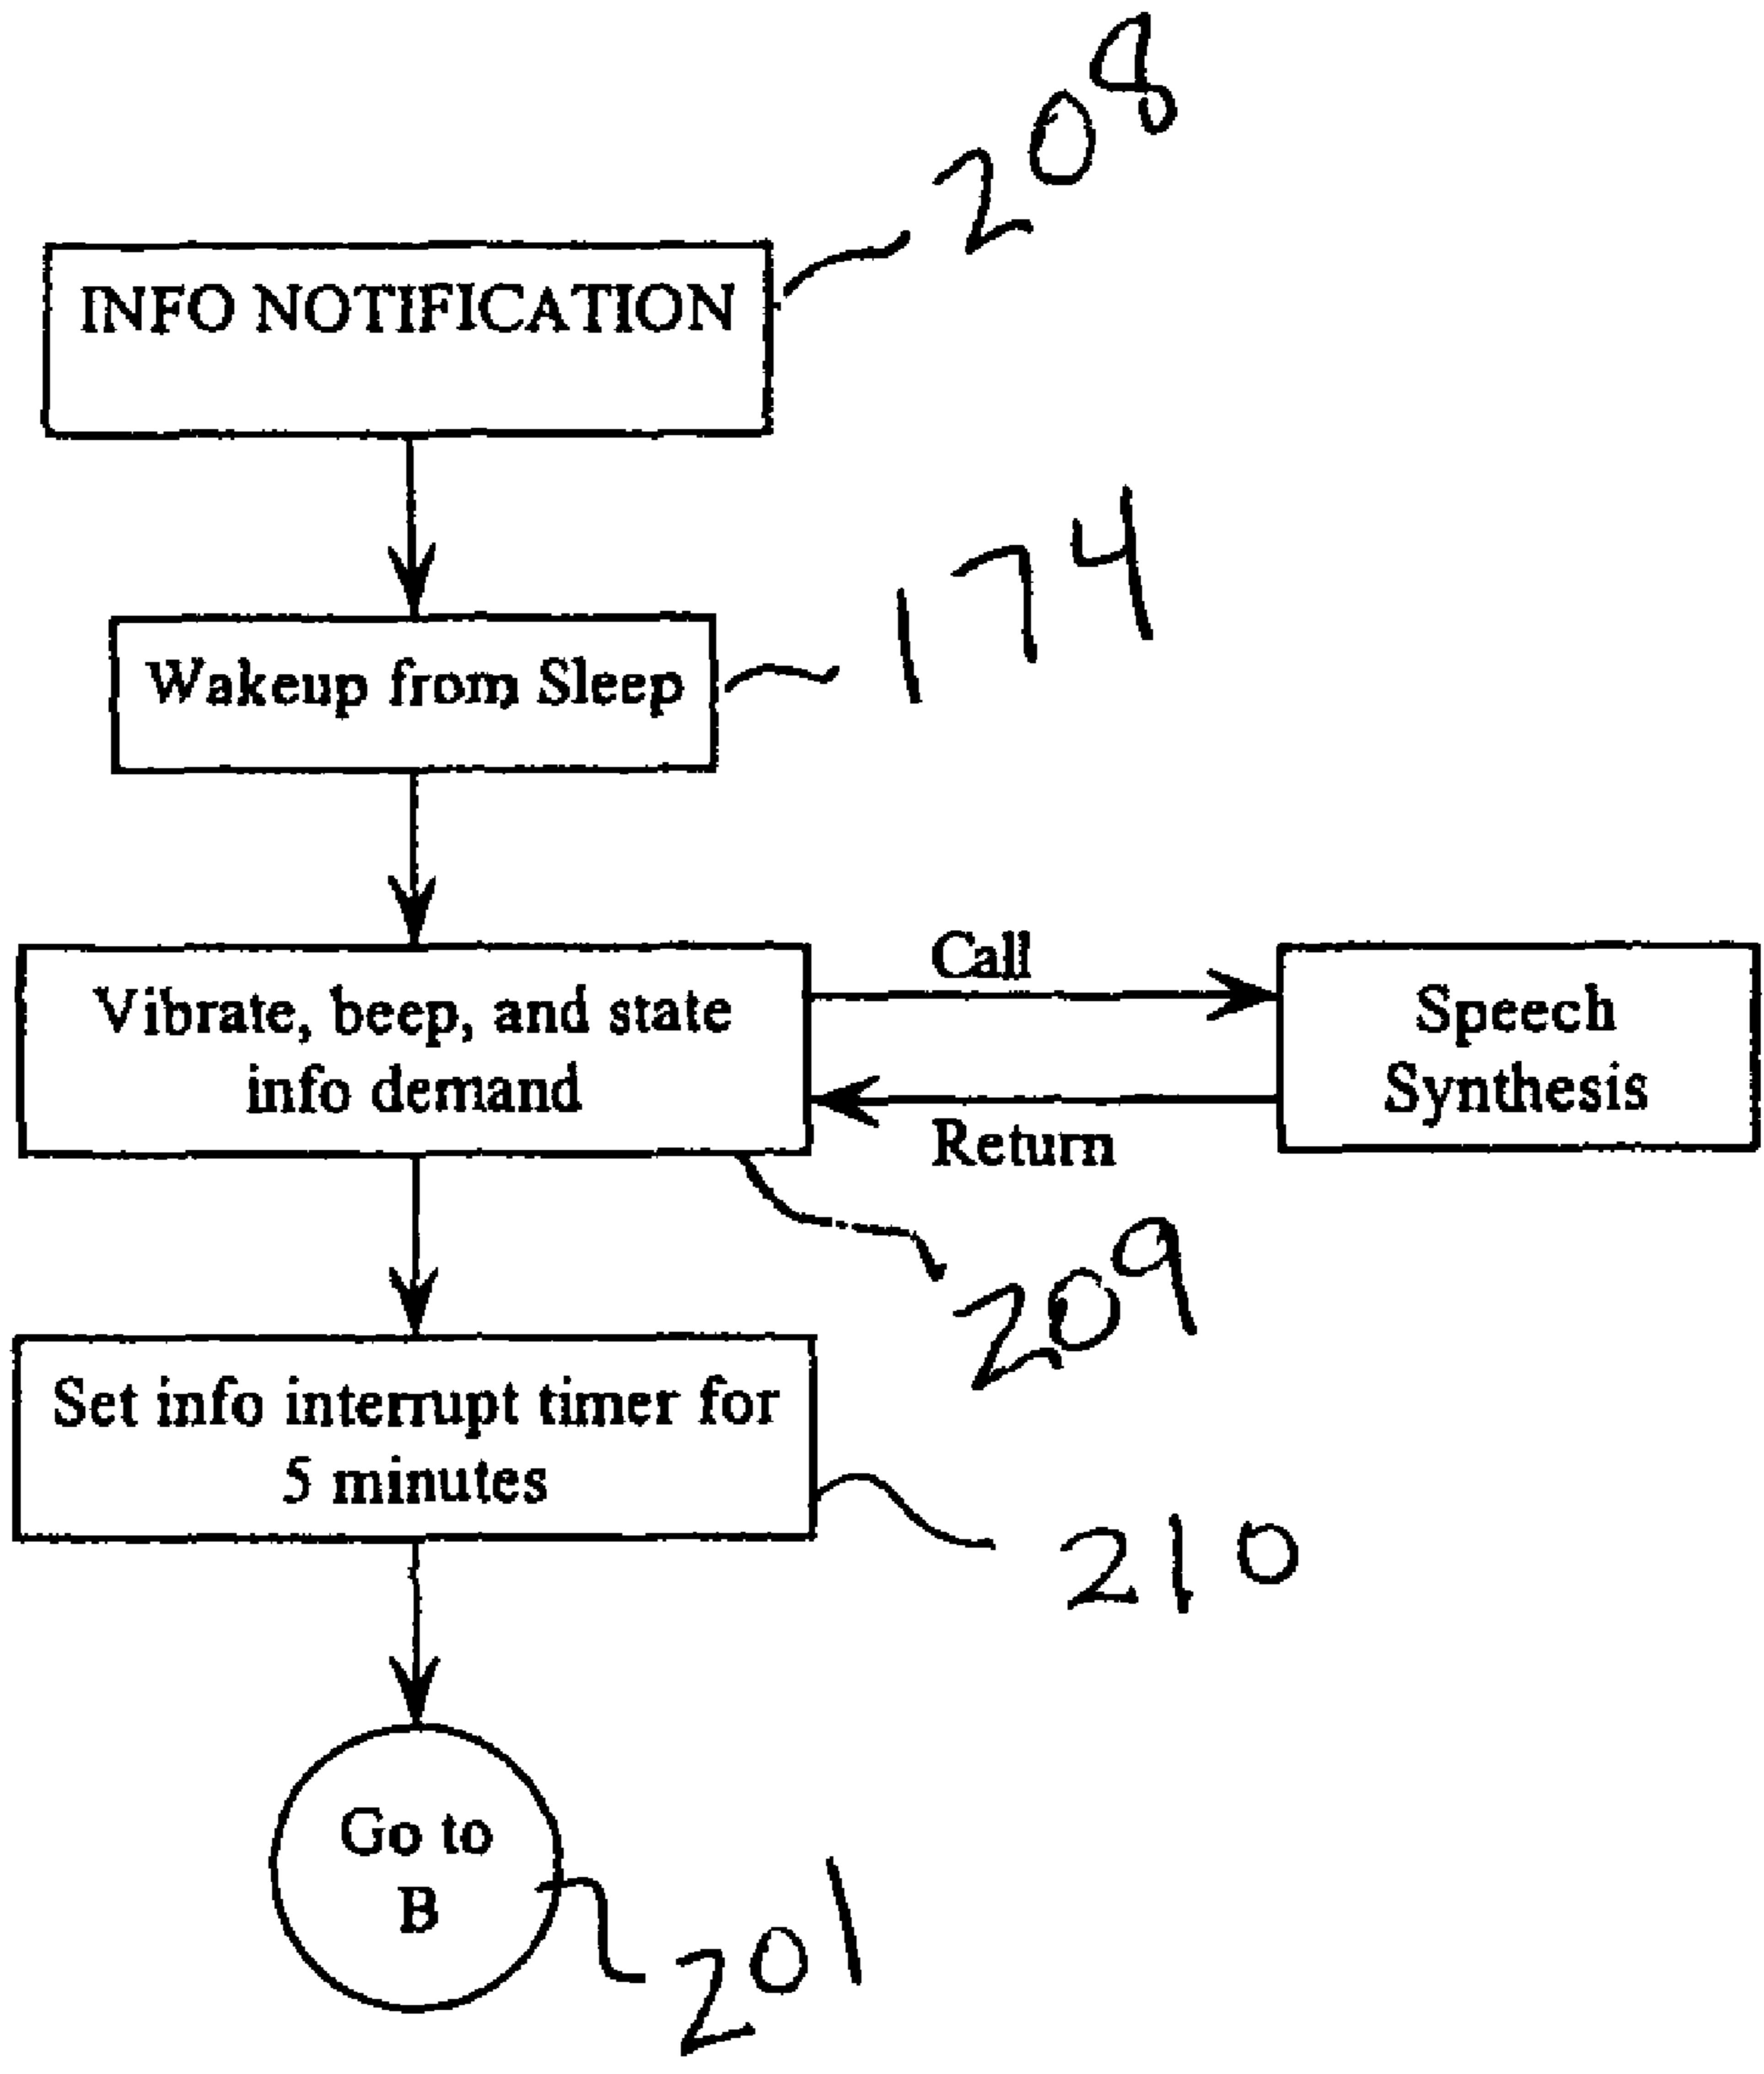 208
INFO NOTIFICATION
174
Wakeup from Sleep
Call
Vibrate, beep, and state
info demand
Speech
Synthesis
Return
209
Set info interrupt timer for
5 minutes
210
Go to
B
201